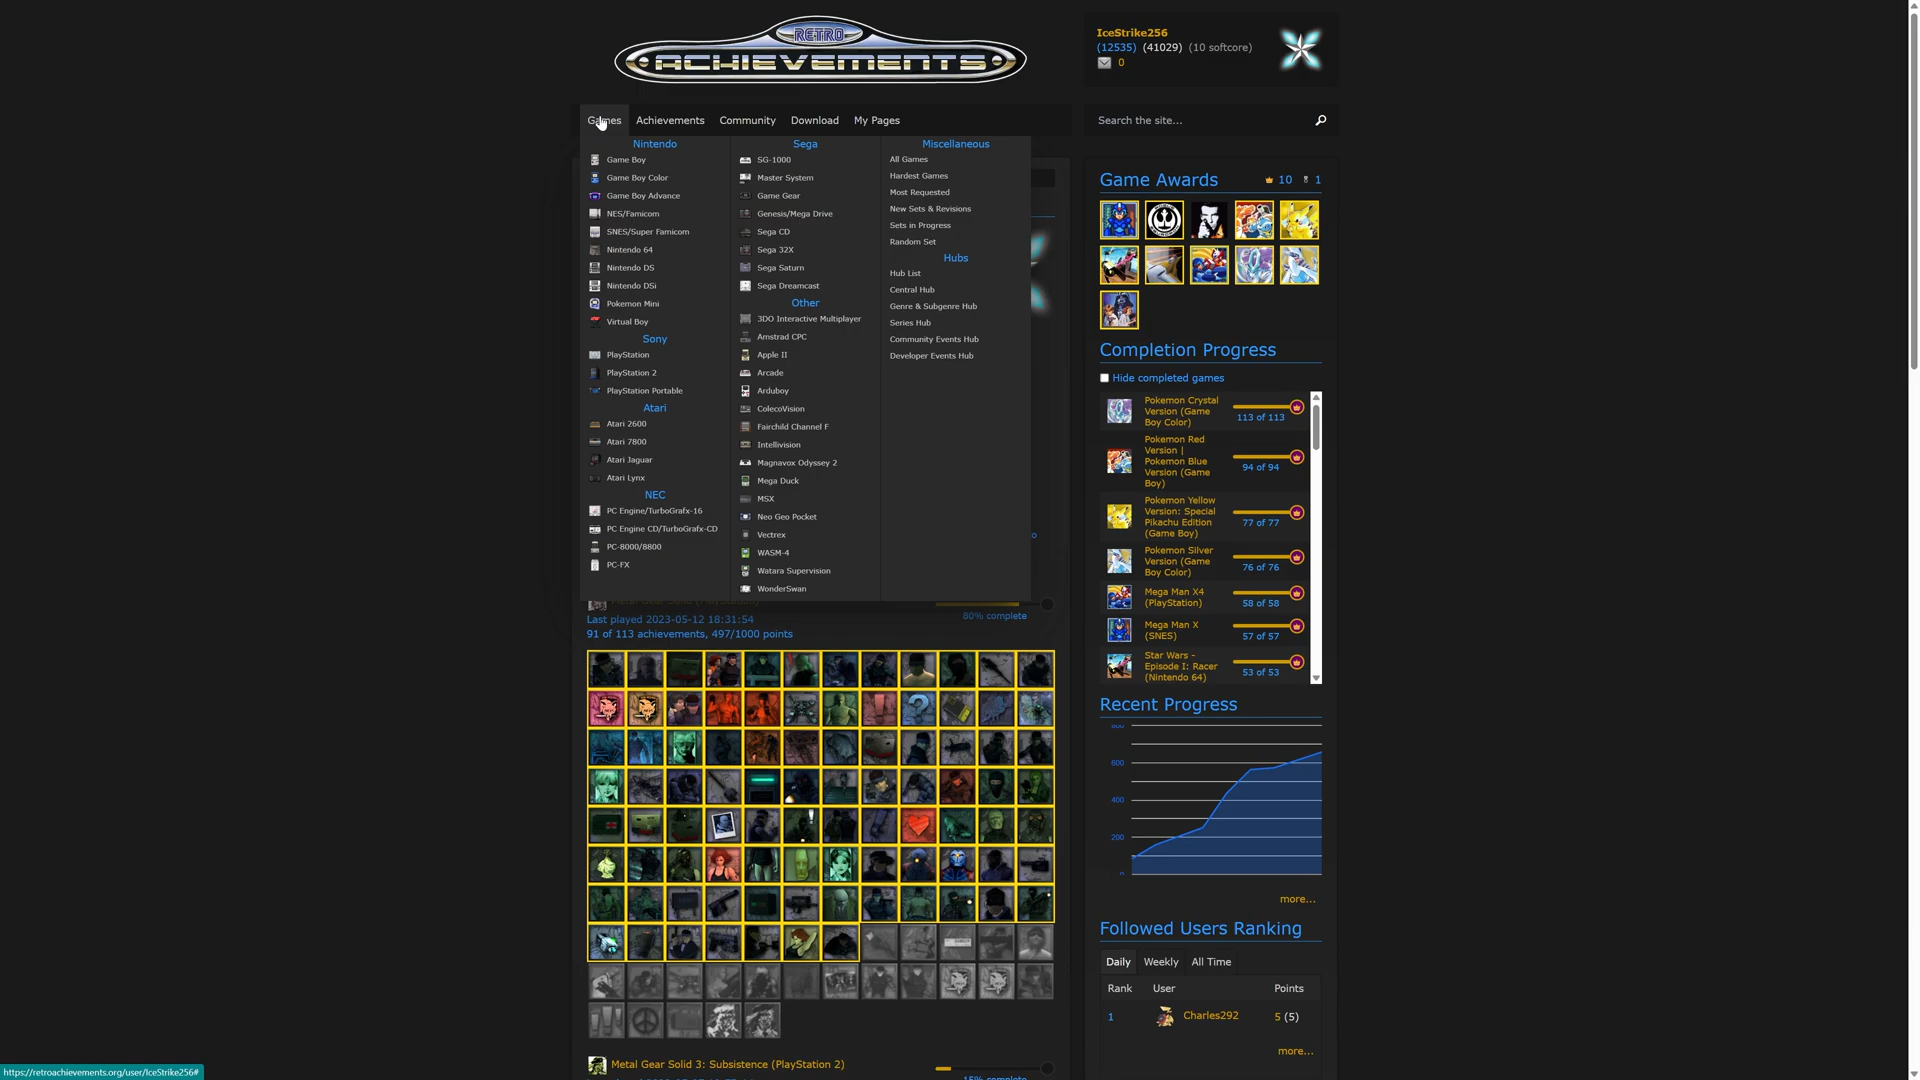 RETRO
ACHIEVEMENTS
IceStrike256
(12535) (41029) (10 softcore)
0
Games
Achievements
Community
Download
My Pages
Search the site...
Nintendo
Game Boy
Game Boy Color
Game Boy Advance
NES/Famicom
SNES/Super Famicom
Nintendo 64
Nintendo DS
Nintendo DSi
Pokemon Mini
Virtual Boy
Sony
PlayStation
PlayStation 2
PlayStation Portable
Atari
Atari 2600
Atari 7800
Atari Jaguar
Atari Lynx
NEC
PC Engine/TurboGrafx-16
PC Engine CD/TurboGrafx-CD
PC-8000/8800
PC-FX
Sega
SG-1000
Master System
Game Gear
Genesis/Mega Drive
Sega CD
Sega 32X
Sega Saturn
Sega Dreamcast
Other
3DO Interactive Multiplayer
Amstrad CPC
Apple II
Arcade
Arduboy
ColecoVision
Fairchild Channel F
Intellivision
Magnavox Odyssey 2
Mega Duck
MSX
Neo Geo Pocket
Vectrex
WASM-4
Watara Supervision
WonderSwan
Miscellaneous
All Games
Hardest Games
Most Requested
New Sets & Revisions
Sets in Progress
Random Set
Hubs
Hub List
Central Hub
Genre & Subgenre Hub
Series Hub
Community Events Hub
Developer Events Hub
Metal Gear Solid (PlayStation)
Last played 2023-05-12 18:31:54
91 of 113 achievements, 497/1000 points
80% complete
Metal Gear Solid 3: Subsistence (PlayStation 2)
15% complete
Game Awards
10
1
Completion Progress
Hide completed games
Pokemon Crystal
Version (Game
Boy Color)
113 of 113
Pokemon Red
Version |
Pokemon Blue
Version (Game
Boy)
94 of 94
Pokemon Yellow
Version: Special
Pikachu Edition
(Game Boy)
77 of 77
Pokemon Silver
Version (Game
Boy Color)
76 of 76
Mega Man X4
(PlayStation)
58 of 58
Mega Man X
(SNES)
57 of 57
Star Wars -
Episode I: Racer
(Nintendo 64)
53 of 53
Recent Progress
800
600
400
200
0
more...
Followed Users Ranking
Daily
Weekly
All Time
Rank
User
Points
1
Charles292
5 (5)
more...
https://retroachievements.org/user/IceStrike256#